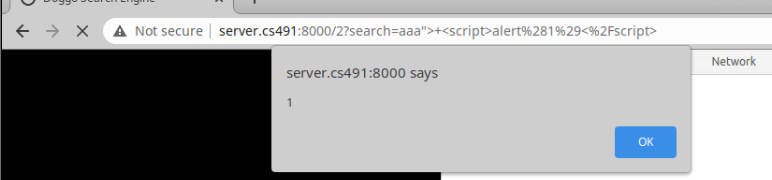 Doggo Search Engine
Not secure | server.cs491:8000/2?search=aaa">+<script>alert%281%29<%2Fscript>
Network
server.cs491:8000 says
1
OK